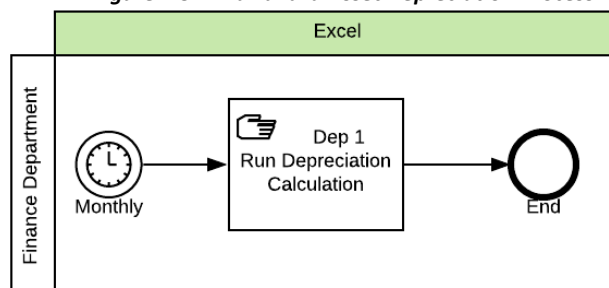 Excel
Finance Department
Monthly
Dep 1
Run Depreciation
Calculation
End